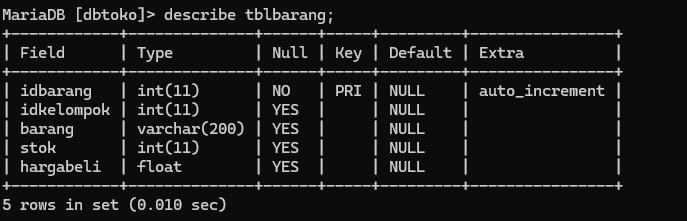 MariaDB [dbtoko]> describe tblbarang;
+------------+--------------+------+-----+---------+----------------+
| Field      | Type         | Null | Key | Default | Extra          |
+------------+--------------+------+-----+---------+----------------+
| idbarang   | int(11)      | NO   | PRI | NULL    | auto_increment |
| idkelompok | int(11)      | YES  |     | NULL    |                |
| barang     | varchar(200) | YES  |     | NULL    |                |
| stok       | int(11)      | YES  |     | NULL    |                |
| hargabeli  | float        | YES  |     | NULL    |                |
+------------+--------------+------+-----+---------+----------------+
5 rows in set (0.010 sec)